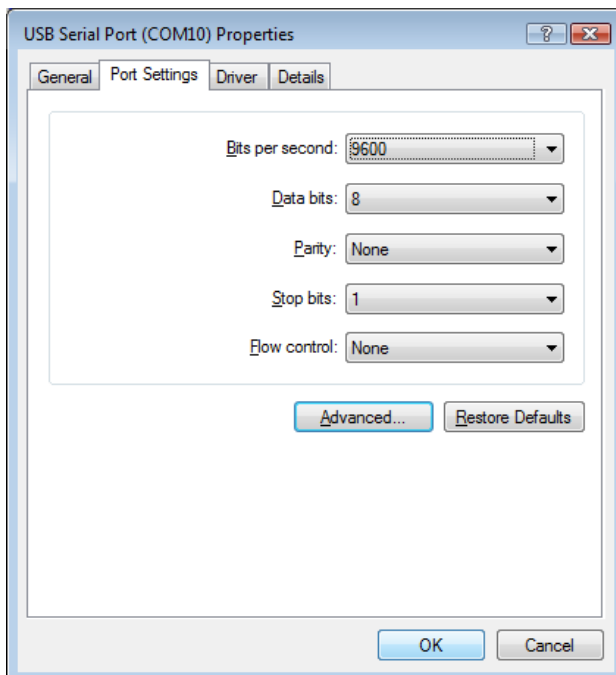 USB Serial Port (COM10) Properties
?
General Port Settings Driver Details
Bits per second: 9600
Data bits: 8
Parity: None
Stop bits: 1
Flow control: None
Advanced... Restore Defaults
OK Cancel